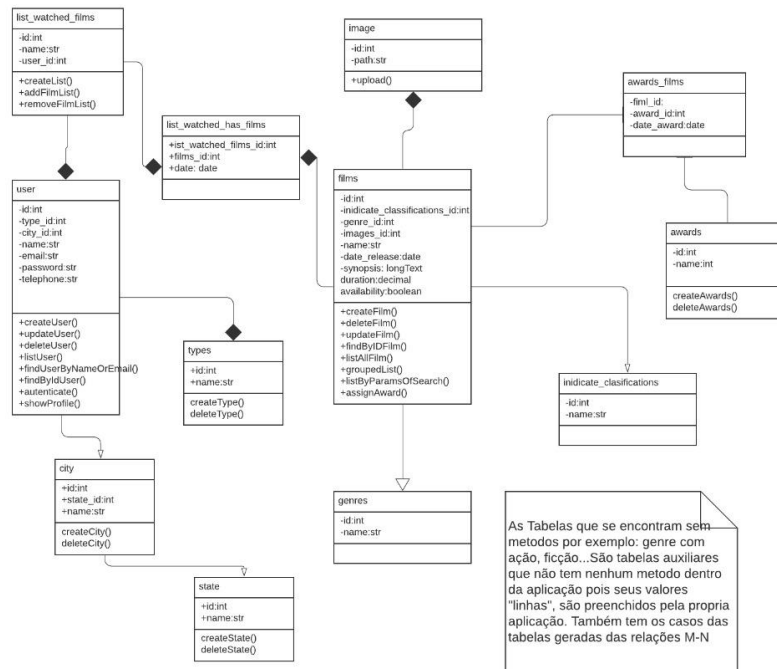 list_watched_films
-id:int
-name:str
-user_id:int
+createList()
+addFilmList()
+removeFilmList()
image
-id:int
-path:str
+upload()
awards_films
-fiml_id:
-award_id:int
-date_award:date
list_watched_has_films
+ist_watched_films_id:int
+films_id:int
+date: date
films
-id:int
-inidicate_classifications_id:int
-genre_id:int
-images_id:int
-name:str
-date_release:date
-synopsis: longText
duration:decimal
availability:boolean
+createFilm()
+deleteFilm()
+updateFilm()
+findByIDFilm()
+listAllFilm()
+groupedList()
+listByParamsOfSearch()
+assignAward()
user
-id:int
-type_id:int
-city_id:int
-name:str
-email:str
-password:str
-telephone:str
+createUser()
+updateUser()
+deleteUser()
+listUser()
+findUserByNameOrEmail()
+findByIdUser()
+autenticate()
+showProfile()
awards
-id:int
-name:int
createAwards()
deleteAwards()
types
+id:int
+name:str
createType()
deleteType()
inidicate_clasifications
-id:int
-name:str
city
+id:int
+state_id:int
+name:str
createCity()
deleteCity()
genres
-id:int
-name:str
state
+id:int
+name:str
createState()
deleteState()
As Tabelas que se encontram sem
metodos por exemplo: genre com
ação, ficção...São tabelas auxiliares
que não tem nenhum metodo dentro
da aplicação pois seus valores
"linhas", são preenchidos pela propria
aplicação. Também tem os casos das
tabelas geradas das relações M-N